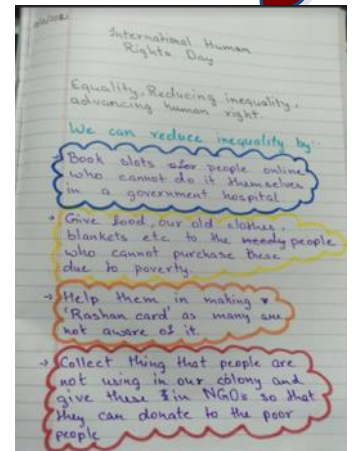 International Human
Rights Day
Equality, Reducing inequality,
advancing human right.
We can reduce inequality by:-
→ Book slots for people online
who cannot do it themselves
in a government hospital
→ Give food, our old clothes,
blankets etc to the needy people
who cannot purchase these
due to poverty.
→ Help them in making
'Rashan card' as many are
not aware of it.
→ Collect thing that people are
not using in our colony and
give these in NGOs so that
they can donate to the poor
people